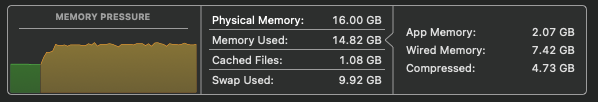 MEMORY PRESSURE
Physical Memory: 16.00 GB
Memory Used: 14.82 GB
Cached Files: 1.08 GB
Swap Used: 9.92 GB
App Memory: 2.07 GB
Wired Memory: 7.42 GB
Compressed: 4.73 GB